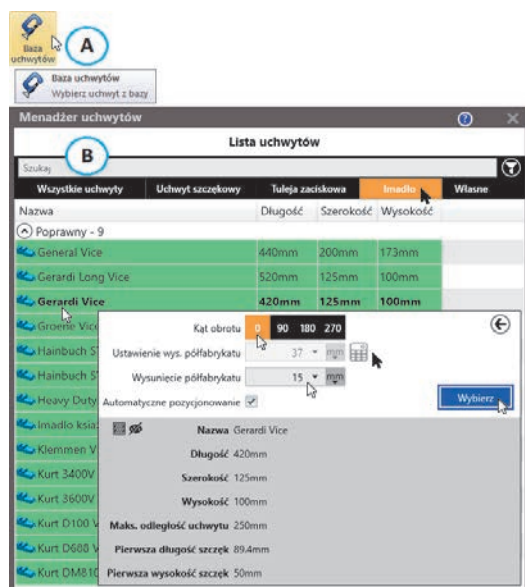 Baza
uchwytów
A
Baza uchwytów
Wybierz uchwyt z bazy
Menadżer uchwytów
Lista uchwytów
B
Szukaj
Wszystkie uchwyty Uchwyt szczękowy Tuleja zaciskowa Imadło Własne
Nazwa Długość Szerokość Wysokość
Poprawny - 9
General Vice 440mm 200mm 173mm
Gerardi Long Vice 520mm 125mm 100mm
Gerardi Vice 420mm 125mm 100mm
Groene Vice
Kąt obrotu 0 90 180 270
Hainbuch
Ustawienie wys. półfabrykatu 37 mm
Hainbuch
Wysunięcie półfabrykatu 15 mm
Heavy Duty
Automatyczne pozycjonowanie Wybierz
Imadło
Nazwa Gerardi Vice
Klemmen V
Długość 420mm
Kurt 3400V
Szerokość 125mm
Kurt 3600V
Wysokość 100mm
Kurt D100 V
Maks. odległość uchwytu 250mm
Kurt D688 V
Pierwsza długość szczęk 89.4mm
Kurt DM810
Pierwsza wysokość szczęk 50mm